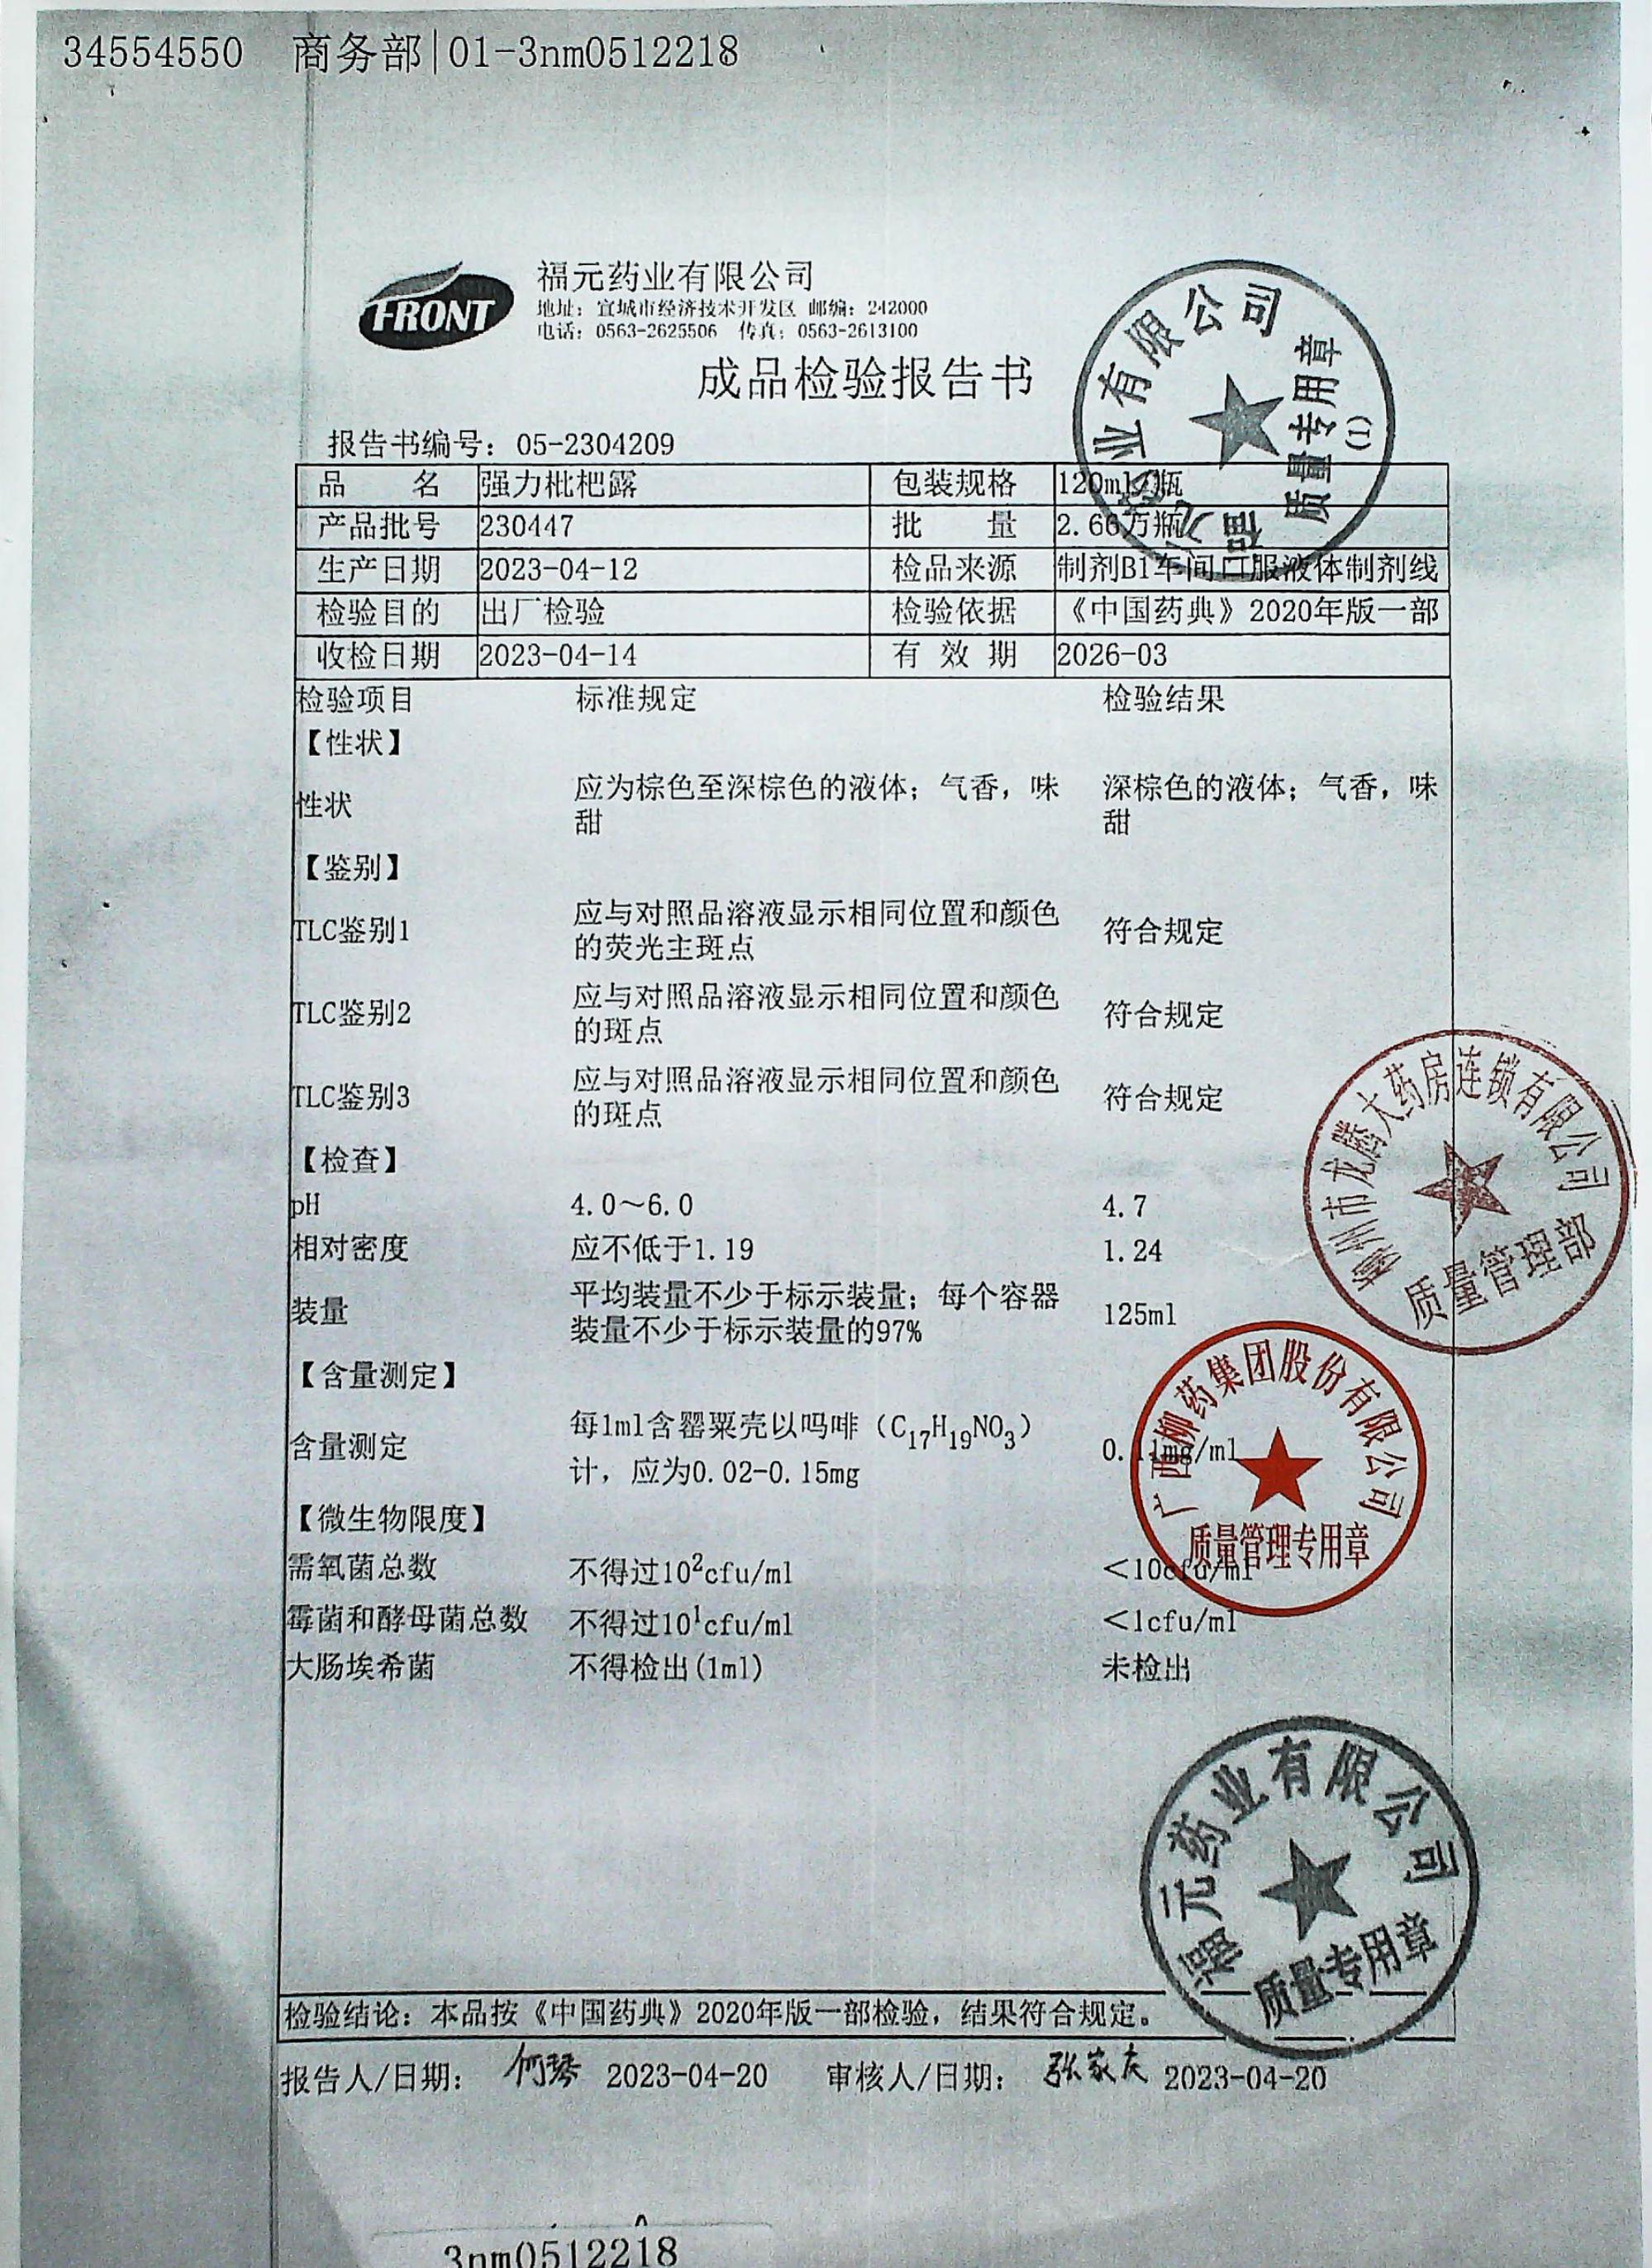 34554550 商务部|01-3nm0512218
FRONT
福元药业有限公司
地址：宣城市经济技术开发区 邮编：242000
电话：0563-2625506 传真：0563-2613100
成品检验报告书
报告书编号：05-2304209
福元药业有限公司
质量专用章
(1)
品 名 强力枇杷露 包装规格 120ml/瓶
产品批号 230447 批 量 2.66万瓶
生产日期 2023-04-12 检品来源 制剂B1车间口服液体制剂线
检验目的 出厂检验 检验依据 《中国药典》2020年版一部
收检日期 2023-04-14 有 效 期 2026-03
检验项目 标准规定 检验结果
【性状】
性状 应为棕色至深棕色的液体；气香，味 深棕色的液体；气香，味
甜 甜
【鉴别】
TLC鉴别1 应与对照品溶液显示相同位置和颜色 符合规定
的荧光主斑点
TLC鉴别2 应与对照品溶液显示相同位置和颜色 符合规定
的斑点
TLC鉴别3 应与对照品溶液显示相同位置和颜色 符合规定
的斑点
【检查】
pH 4.0～6.0 4.7
相对密度 应不低于1.19 1.24
装量 平均装量不少于标示装量；每个容器 125ml
装量不少于标示装量的97%
柳州市龙腾大药房连锁有限公司
质量管理部
【含量测定】
含量测定 每1ml含罂粟壳以吗啡（C₁₇H₁₉NO₃） 0.11mg/ml
计，应为0.02-0.15mg
广西柳药集团股份有限公司
质量管理专用章
【微生物限度】
需氧菌总数 不得过10²cfu/ml <10cfu/ml
霉菌和酵母菌总数 不得过10¹cfu/ml <1cfu/ml
大肠埃希菌 不得检出(1ml) 未检出
福元药业有限公司
质量专用章
检验结论：本品按《中国药典》2020年版一部检验，结果符合规定。
报告人/日期： 何琴 2023-04-20 审核人/日期： 张家庆 2023-04-20
3nm0512218